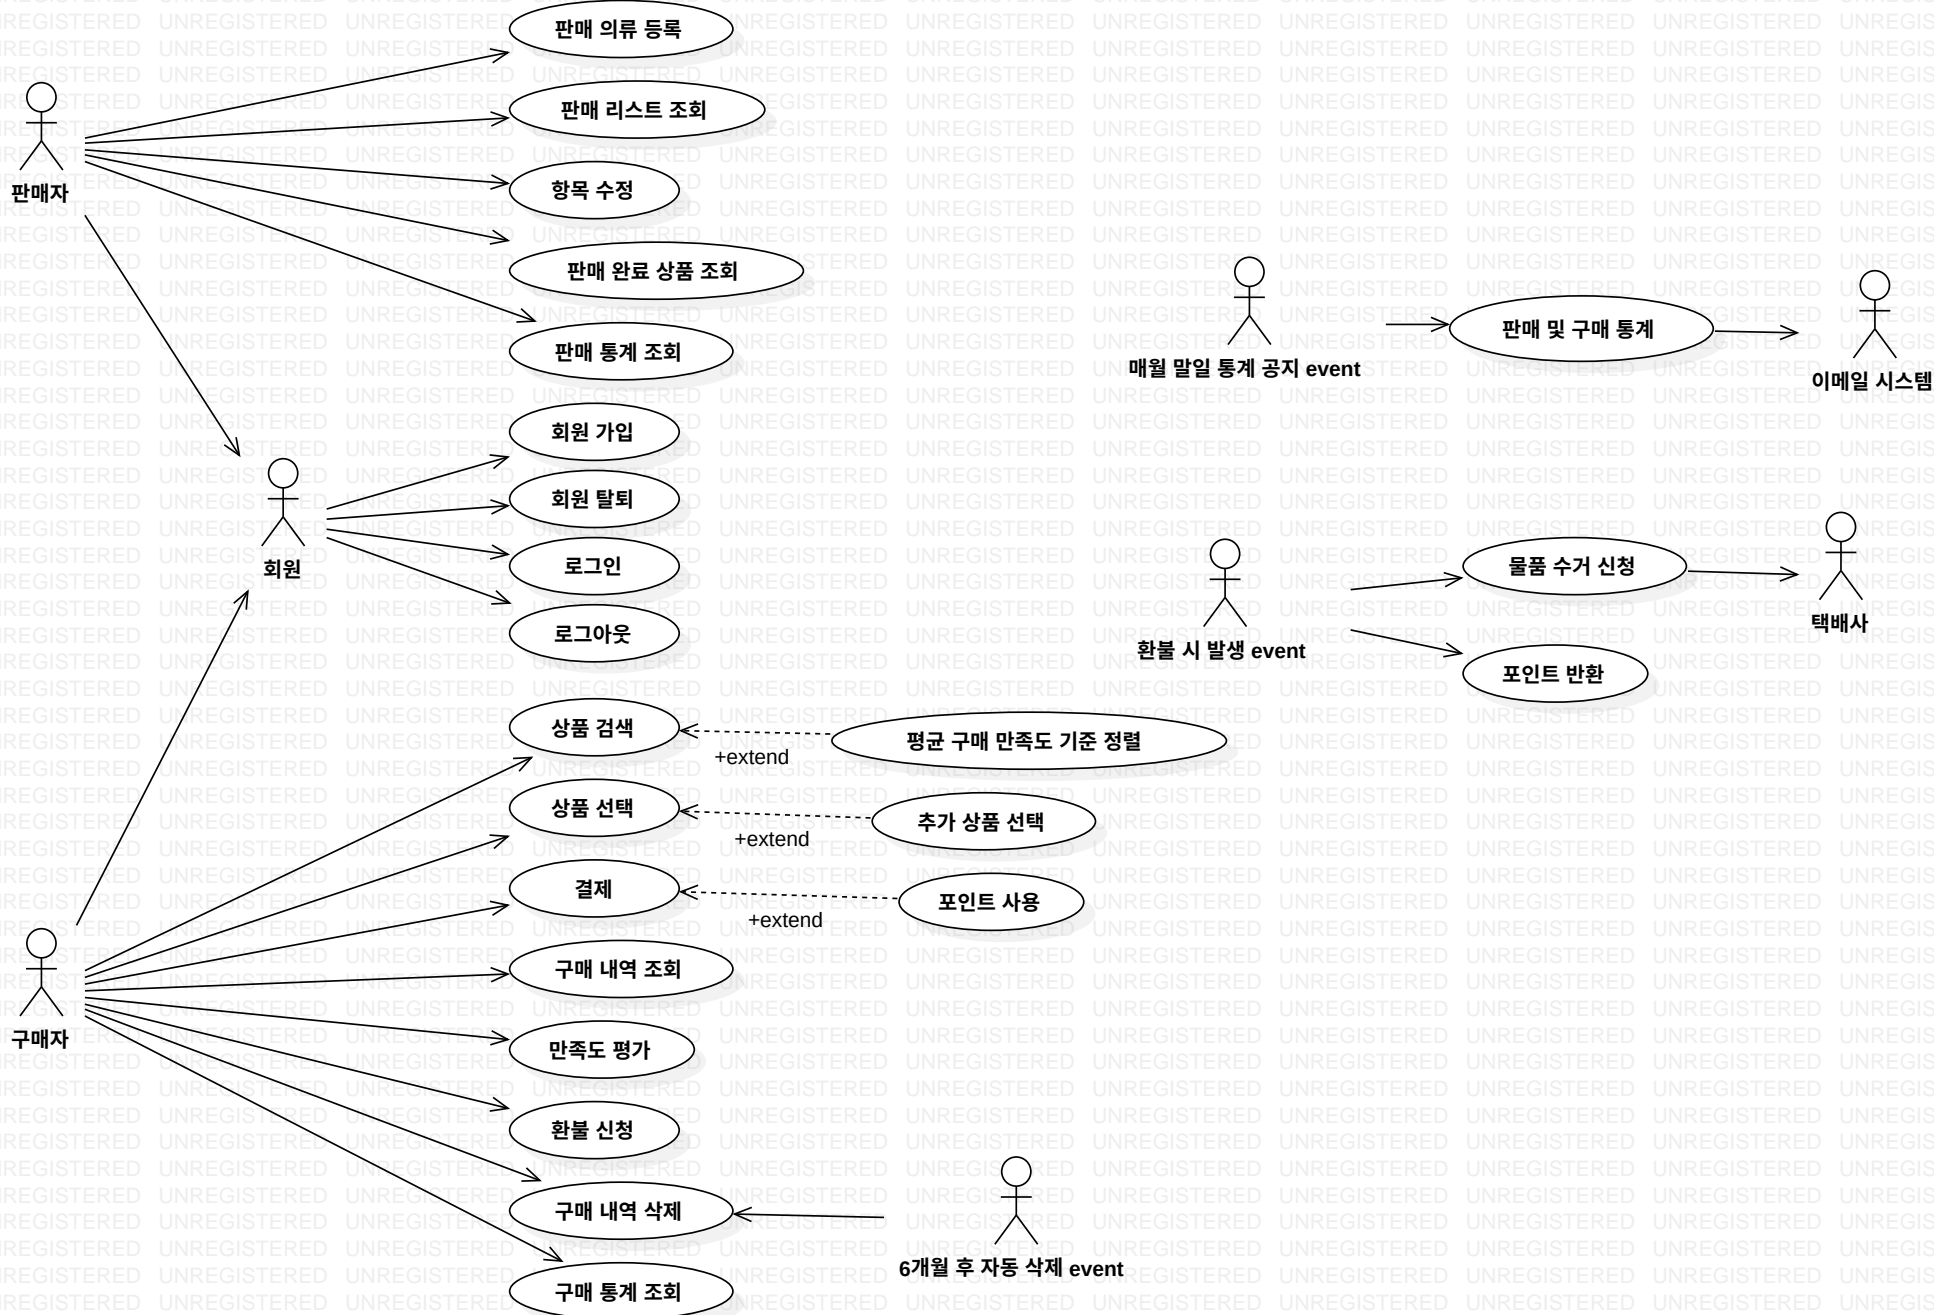 판매 의류 등록
판매 리스트 조회
판매자
항목 수정
판매 완료 상품 조회
판매 통계 조회
매월 말일 통계 공지 event
판매 및 구매 통계
이메일 시스템
회원 가입
회원 탈퇴
회원
로그인
로그아웃
환불 시 발생 event
물품 수거 신청
택배사
포인트 반환
상품 검색
+extend
평균 구매 만족도 기준 정렬
상품 선택
+extend
추가 상품 선택
결제
+extend
포인트 사용
구매자
구매 내역 조회
만족도 평가
환불 신청
구매 내역 삭제
6개월 후 자동 삭제 event
구매 통계 조회
UNREGISTERED